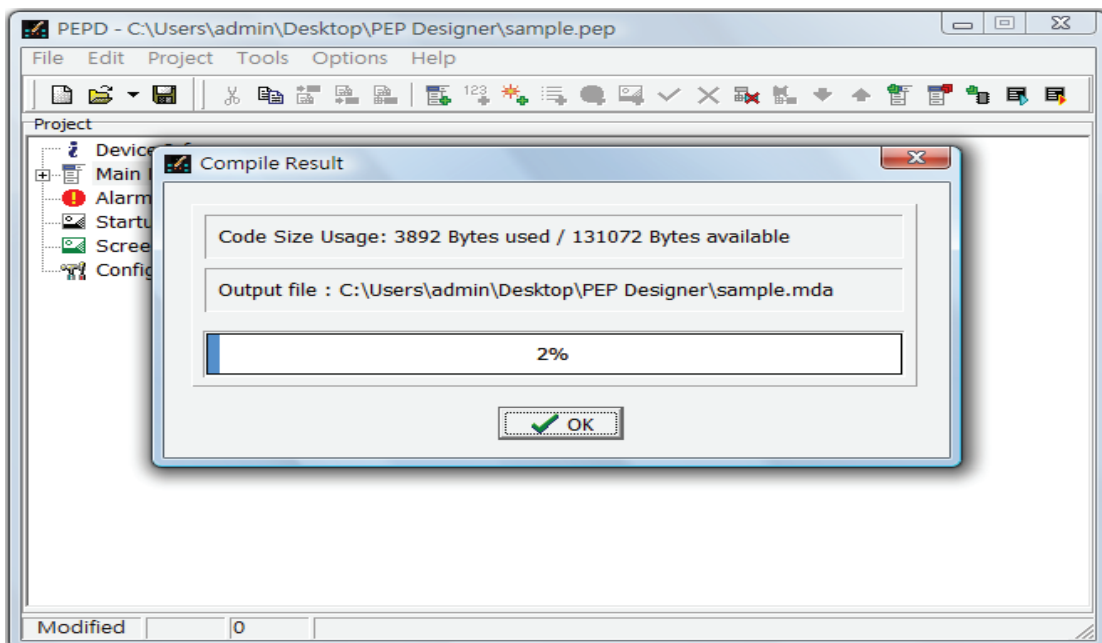 PEPD - C:\Users\admin\Desktop\PEP Designer\sample.pep
File Edit Project Tools Options Help
123
Project
Device
Main
Compile Result
Alarm
Startu
Code Size Usage: 3892 Bytes used / 131072 Bytes available
Scree
Config
Output file : C:\Users\admin\Desktop\PEP Designer\sample.mda
2%
OK
Modified 0